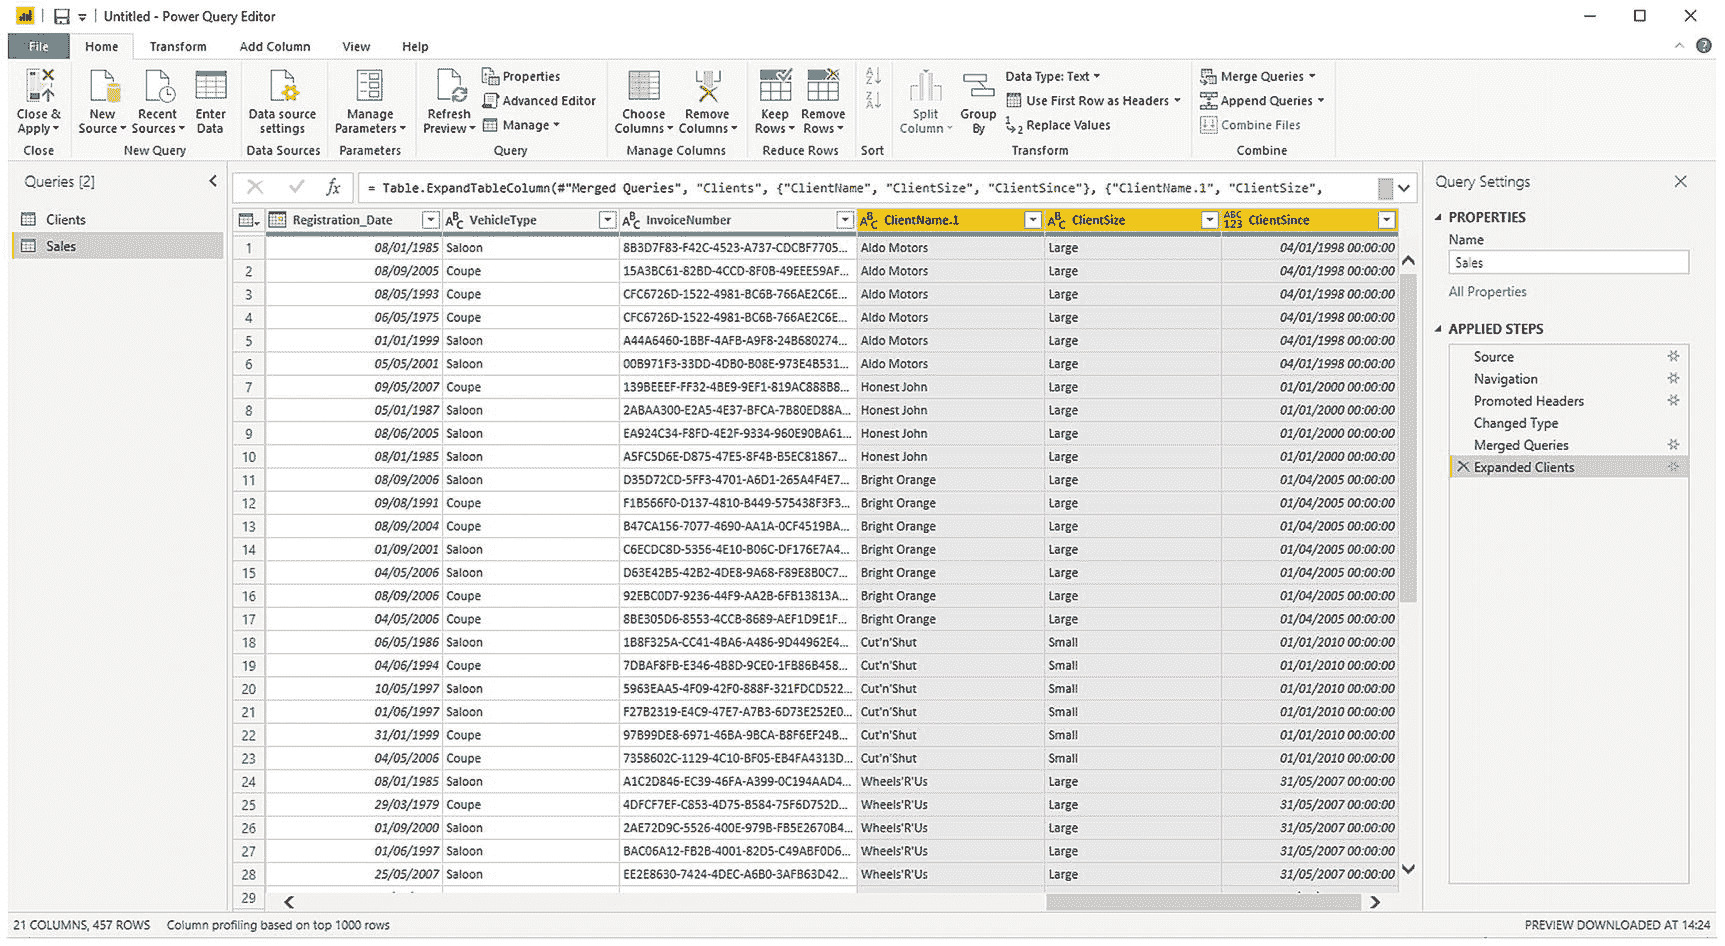 Untitled - Power Query Editor
File Home Transform Add Column View Help
Close & Apply
New Source
Recent Sources
Enter Data
Data source settings
Manage Parameters
Refresh Preview
Properties
Advanced Editor
Manage
Choose Columns
Remove Columns
Keep Rows
Remove Rows
Split Column
Group By
Data Type: Text
Use First Row as Headers
Replace Values
Merge Queries
Append Queries
Combine Files
Close New Query Data Sources Parameters Query Manage Columns Reduce Rows Sort Transform Combine
Queries [2]
Clients
Sales
fx = Table.ExpandTableColumn(#"Merged Queries", "Clients", {"ClientName", "ClientSize", "ClientSince"}, {"ClientName.1", "ClientSize",
Registration_Date ABC VehicleType ABC InvoiceNumber ABC ClientName.1 ABC ClientSize ABC 123 ClientSince
1 08/01/1985 Saloon 8B3D7F83-F42C-4523-A737-CDCBF7705... Aldo Motors Large 04/01/1998 00:00:00
2 08/09/2005 Coupe 15A3BC61-82BD-4CCD-8F0B-49EEE59AF... Aldo Motors Large 04/01/1998 00:00:00
3 08/05/1993 Coupe CFC6726D-1522-4981-BC6B-766AE2C6E... Aldo Motors Large 04/01/1998 00:00:00
4 06/05/1975 Coupe CFC6726D-1522-4981-BC6B-766AE2C6E... Aldo Motors Large 04/01/1998 00:00:00
5 01/01/1999 Saloon A44A6460-1BBF-4AFB-A9F8-24B680274... Aldo Motors Large 04/01/1998 00:00:00
6 05/05/2001 Saloon 00B971F3-33DD-4DB0-B08E-973E4B531... Aldo Motors Large 04/01/1998 00:00:00
7 09/05/2007 Coupe 139BEEEF-FF32-4BE9-9EF1-819AC888B8... Honest John Large 01/01/2000 00:00:00
8 05/01/1987 Saloon 2ABAA300-E2A5-4E37-BFCA-7B80ED88A... Honest John Large 01/01/2000 00:00:00
9 08/06/2005 Saloon EA924C34-F8FD-4E2F-9334-960E90BA61... Honest John Large 01/01/2000 00:00:00
10 08/01/1985 Saloon A5FC5D6E-D875-47E5-8F4B-B5EC81867... Honest John Large 01/01/2000 00:00:00
11 08/09/2006 Saloon D35D72CD-5FF3-4701-A6D1-265A4F4E7... Bright Orange Large 01/04/2005 00:00:00
12 09/08/1991 Coupe F1B566F0-D137-4810-B449-575438F3F3... Bright Orange Large 01/04/2005 00:00:00
13 08/09/2004 Coupe B47CA156-7077-4690-AA1A-0CF4519BA... Bright Orange Large 01/04/2005 00:00:00
14 01/09/2001 Saloon C6ECDC8D-5356-4E10-B06C-DF176E7A4... Bright Orange Large 01/04/2005 00:00:00
15 04/05/2006 Saloon D63E42B5-42B2-4DE8-9A68-F89E8B0C7... Bright Orange Large 01/04/2005 00:00:00
16 08/09/2006 Coupe 92EBC0D7-9236-44F9-AA2B-6FB13813A... Bright Orange Large 01/04/2005 00:00:00
17 04/05/2006 Coupe 8BE305D6-8553-4CCB-8689-AEF1D9E1F... Bright Orange Large 01/04/2005 00:00:00
18 06/05/1986 Saloon 1B8F325A-CC41-4BA6-A486-9D44962E4... Cut'n'Shut Small 01/01/2010 00:00:00
19 04/06/1994 Coupe 7DBAF8FB-E346-4B8D-9CE0-1FB86B458... Cut'n'Shut Small 01/01/2010 00:00:00
20 10/05/1997 Saloon 5963EAA5-4F09-42F0-888F-321FDCD522... Cut'n'Shut Small 01/01/2010 00:00:00
21 01/06/1997 Saloon F27B2319-E4C9-47E7-A7B3-6D73E252E0... Cut'n'Shut Small 01/01/2010 00:00:00
22 31/01/1999 Coupe 97B99DE8-6971-46BA-9BCA-B8F6EF24B... Cut'n'Shut Small 01/01/2010 00:00:00
23 04/05/2006 Coupe 7358602C-1129-4C10-BF05-EB4FA4313D... Cut'n'Shut Small 01/01/2010 00:00:00
24 08/01/1985 Saloon A1C2D846-EC39-46FA-A399-0C194AAD4... Wheels'R'Us Large 31/05/2007 00:00:00
25 29/03/1979 Coupe 4DFCF7EF-C853-4D75-B584-75F6D752D... Wheels'R'Us Large 31/05/2007 00:00:00
26 01/09/2000 Saloon 2AE72D9C-5526-400E-979B-FB5E2670B4... Wheels'R'Us Large 31/05/2007 00:00:00
27 01/06/1997 Saloon BAC06A12-FB2B-4001-82D5-C49ABF0D6... Wheels'R'Us Large 31/05/2007 00:00:00
28 25/05/2007 Saloon EE2E8630-7424-4DEC-A6B0-3AFB63D42... Wheels'R'Us Large 31/05/2007 00:00:00
29
Query Settings
PROPERTIES
Name
Sales
All Properties
APPLIED STEPS
Source
Navigation
Promoted Headers
Changed Type
Merged Queries
Expanded Clients
21 COLUMNS, 457 ROWS Column profiling based on top 1000 rows PREVIEW DOWNLOADED AT 14:24